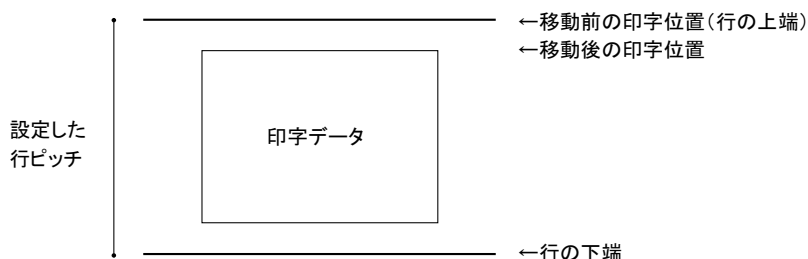 ←移動前の印字位置(行の上端)
←移動後の印字位置
設定した
行ピッチ
印字データ
←行の下端